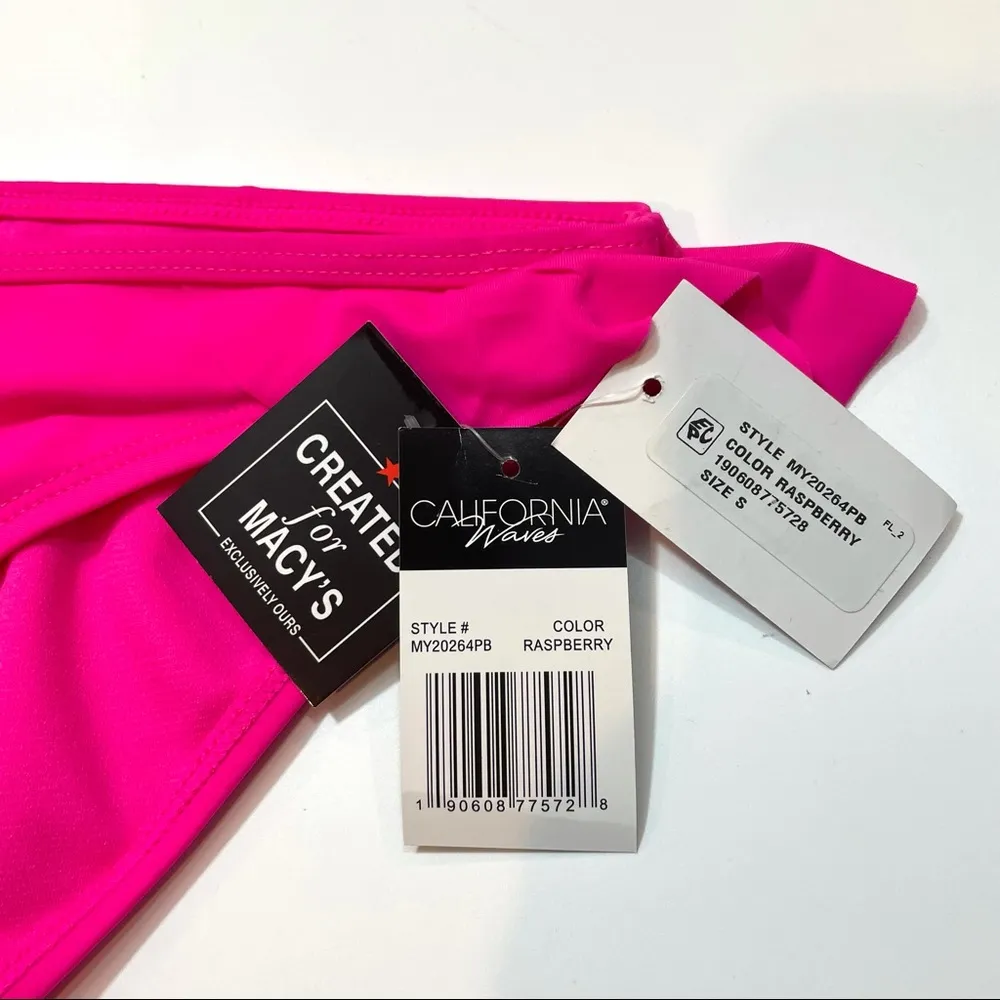 CREATED
for
MACY'S
EXCLUSIVELY OURS
CALIFORNIA®
Waves
STYLE #
MY20264PB
COLOR
RASPBERRY
1 90608 77572 8
EPC
STYLE MY20264PB
COLOR RASPBERRY
190608775728
SIZE S
FL_2